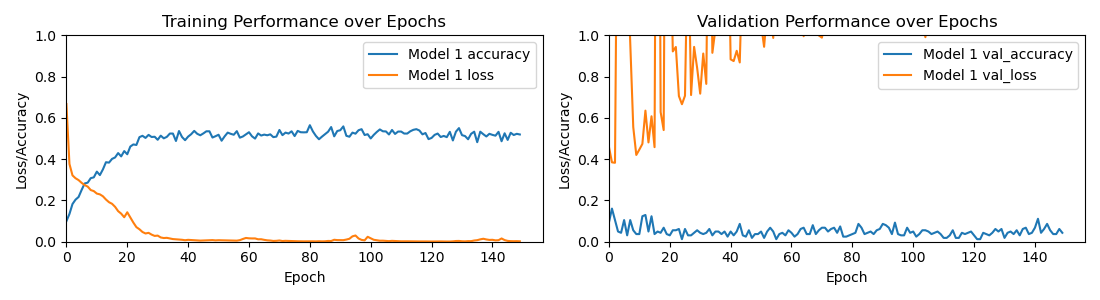 Training Performance over Epochs
Loss/Accuracy
1.0
0.8
0.6
0.4
0.2
0.0
Model 1 accuracy
Model 1 loss
0 20 40 60 80 100 120 140
Epoch
Validation Performance over Epochs
Loss/Accuracy
1.0
0.8
0.6
0.4
0.2
0.0
Model 1 val_accuracy
Model 1 val_loss
0 20 40 60 80 100 120 140
Epoch